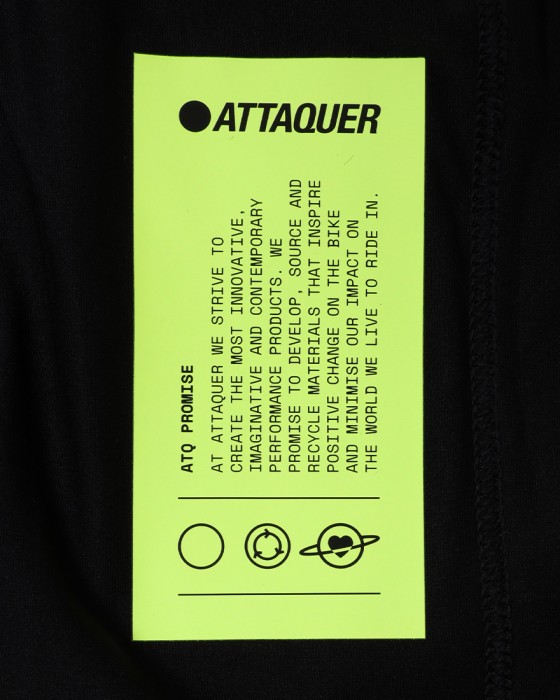 ATTAQUER
ATQ PROMISE
AT ATTAQUER WE STRIVE TO
CREATE THE MOST INNOVATIVE,
IMAGINATIVE AND CONTEMPORARY
PERFORMANCE PRODUCTS. WE
PROMISE TO DEVELOP, SOURCE AND
RECYCLE MATERIALS THAT INSPIRE
POSITIVE CHANGE ON THE BIKE
AND MINIMISE OUR IMPACT ON
THE WORLD WE LIVE TO RIDE IN.